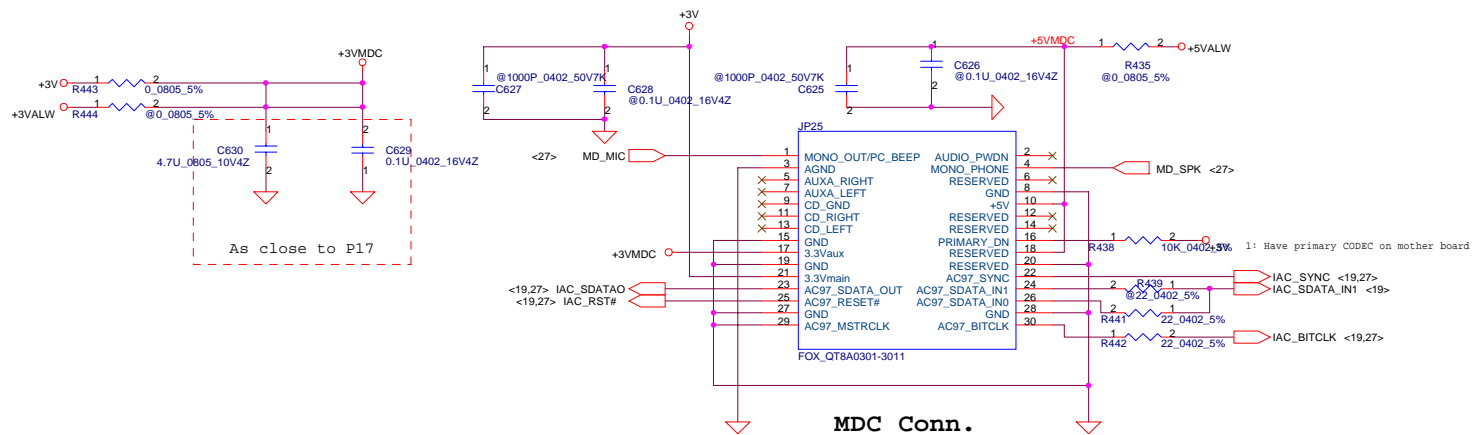 +3V
+3VMDC
+5VMDC
+5VALW
1
2
R435
@0_0805_5%
+3V
1
2
R443
0_0805_5%
+3VALW
1
2
R444
@0_0805_5%
1
C630
4.7U_0805_10V4Z
2
2
C629
0.1U_0402_16V4Z
1
As close to P17
1
@1000P_0402_50V7K
C627
2
1
C628
@0.1U_0402_16V4Z
2
1
@1000P_0402_50V7K
C625
2
1
C626
@0.1U_0402_16V4Z
2
JP25
<27> MD_MIC 1 MONO_OUT/PC_BEEP AUDIO_PWDN 2
3 AGND MONO_PHONE 4 MD_SPK <27>
5 AUXA_RIGHT RESERVED 6
7 AUXA_LEFT GND 8
9 CD_GND +5V 10
11 CD_RIGHT RESERVED 12
13 CD_LEFT RESERVED 14
15 GND PRIMARY_DN 16 1 R438 2 10K_0402_5% +3V 1: Have primary CODEC on mother board
+3VMDC 17 3.3Vaux RESERVED 18
19 GND RESERVED 20
21 3.3Vmain AC97_SYNC 22 IAC_SYNC <19,27>
<19,27> IAC_SDATAO 23 AC97_SDATA_OUT AC97_SDATA_IN1 24 2 R439 1 @22_0402_5% IAC_SDATA_IN1 <19>
<19,27> IAC_RST# 25 AC97_RESET# AC97_SDATA_IN0 26 2 R441 1 22_0402_5%
27 GND GND 28
29 AC97_MSTRCLK AC97_BITCLK 30 1 R442 2 22_0402_5% IAC_BITCLK <19,27>
FOX_QT8A0301-3011
MDC Conn.